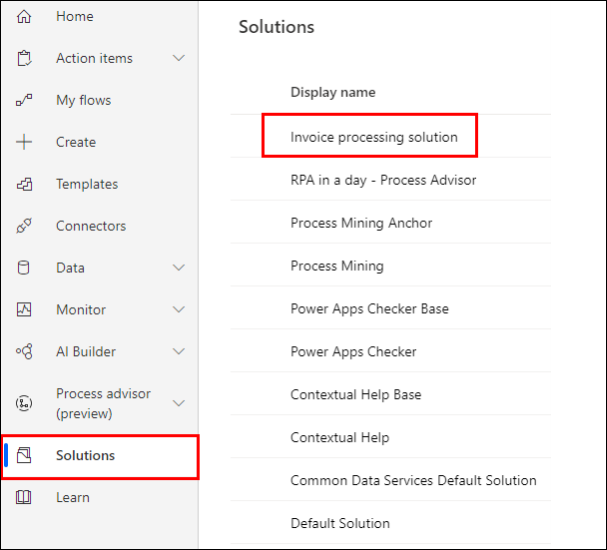 Home
Action items
My flows
Create
Templates
Connectors
Data
Monitor
AI Builder
Process advisor
(preview)
Solutions
Learn
Solutions
Display name
Invoice processing solution
RPA in a day - Process Advisor
Process Mining Anchor
Process Mining
Power Apps Checker Base
Power Apps Checker
Contextual Help Base
Contextual Help
Common Data Services Default Solution
Default Solution